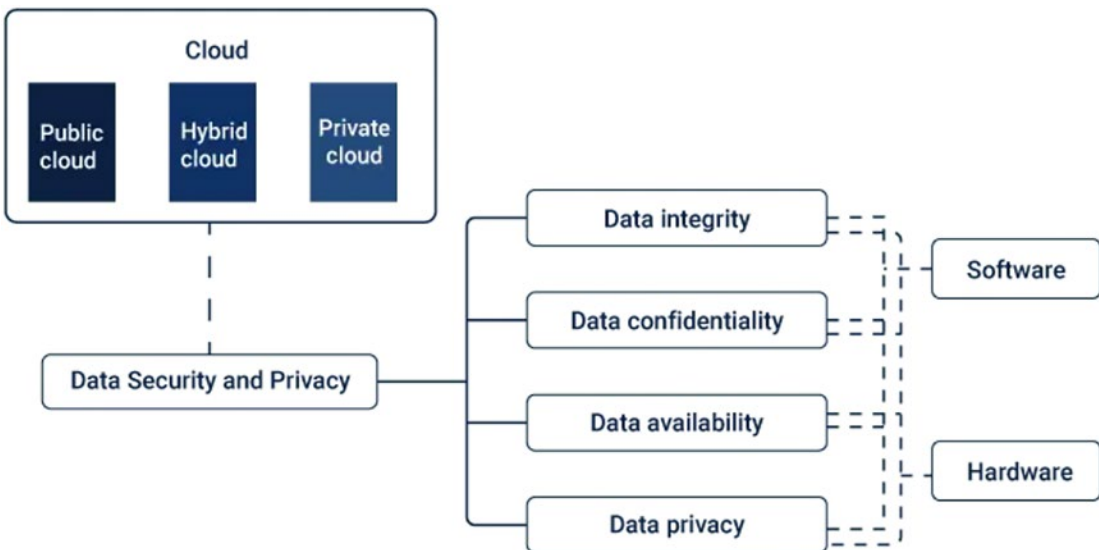 Cloud
Public
cloud
Hybrid
cloud
Private
cloud
Data Security and Privacy
Data integrity
Data confidentiality
Data availability
Data privacy
Software
Hardware